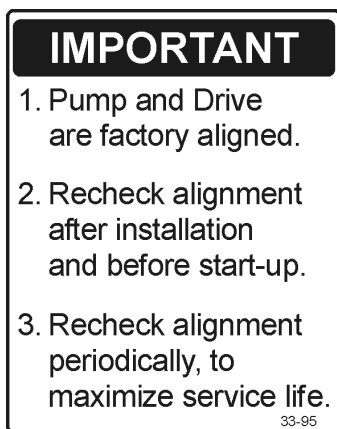 IMPORTANT
1. Pump and Drive
are factory aligned.
2. Recheck alignment
after installation
and before start-up.
3. Recheck alignment
periodically, to
maximize service life.
33-95